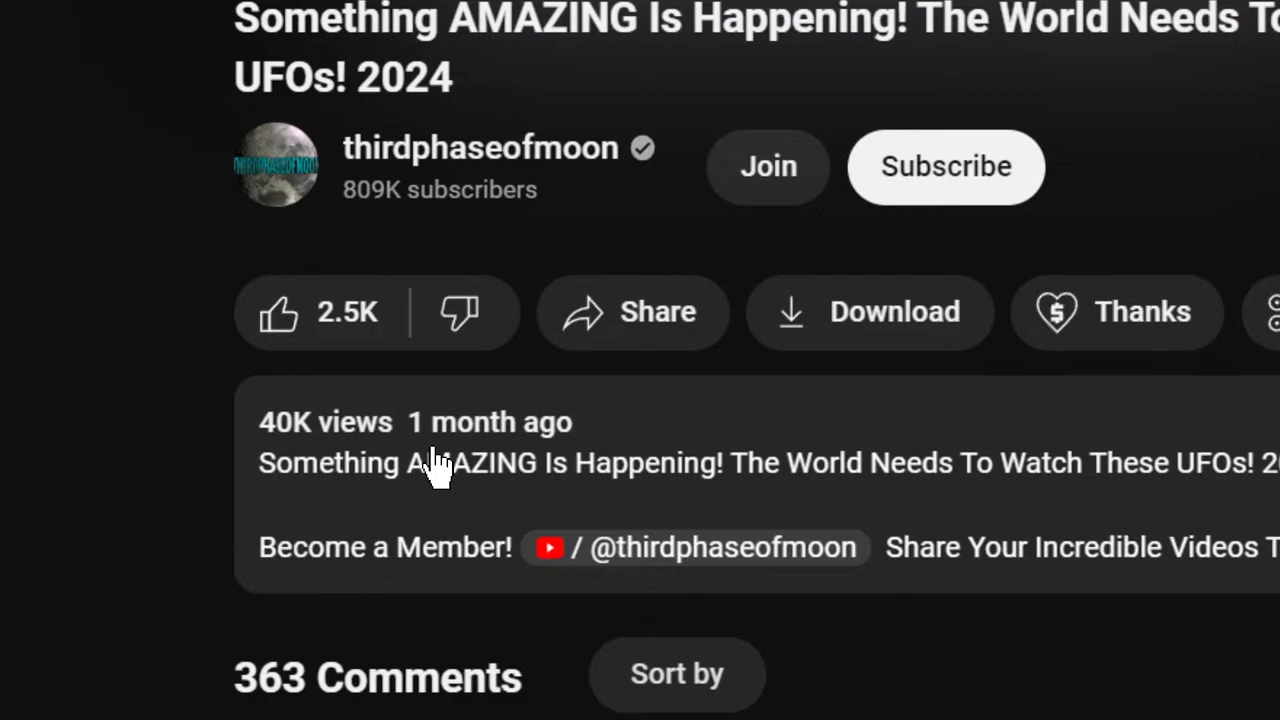 Something AMAZING Is Happening! The World Needs To
UFOs! 2024
THIRDPHASEOFMOON
thirdphaseofmoon
809K subscribers
Join
Subscribe
2.5K
Share
Download
Thanks
40K views 1 month ago
Something AMAZING Is Happening! The World Needs To Watch These UFOs! 2
Become a Member! / @thirdphaseofmoon Share Your Incredible Videos T
363 Comments
Sort by